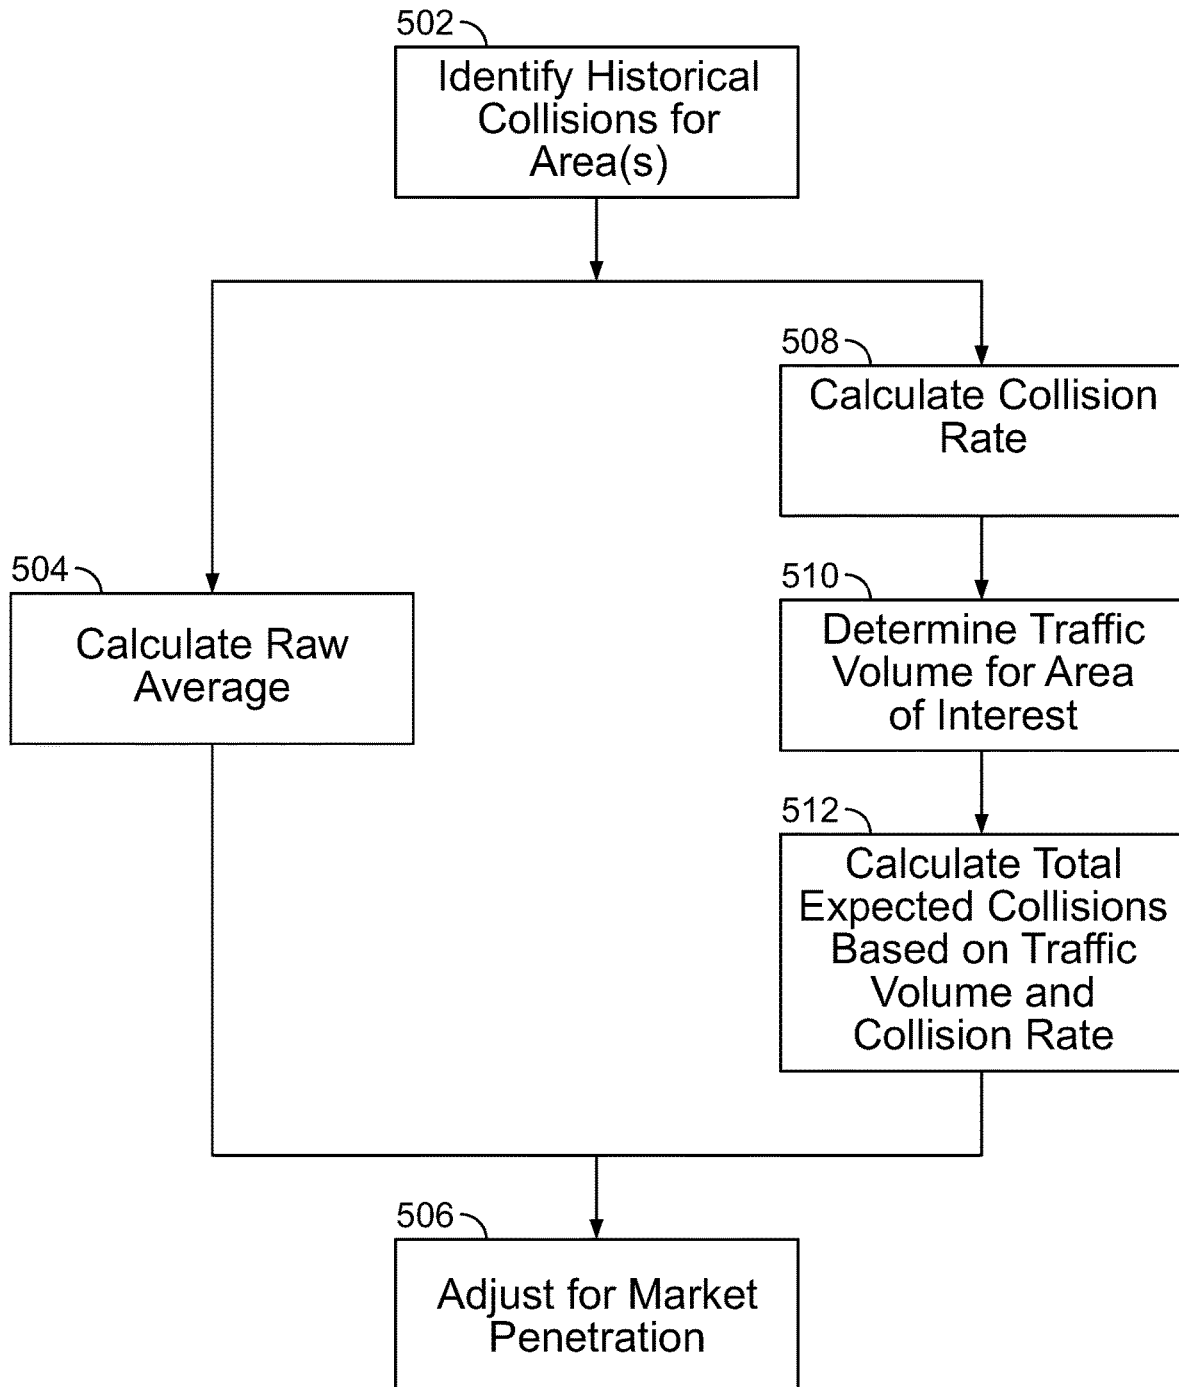 502
Identify Historical
Collisions for
Area(s)
508
Calculate Collision
Rate
504
Calculate Raw
Average
510
Determine Traffic
Volume for Area
of Interest
512
Calculate Total
Expected Collisions
Based on Traffic
Volume and
Collision Rate
506
Adjust for Market
Penetration